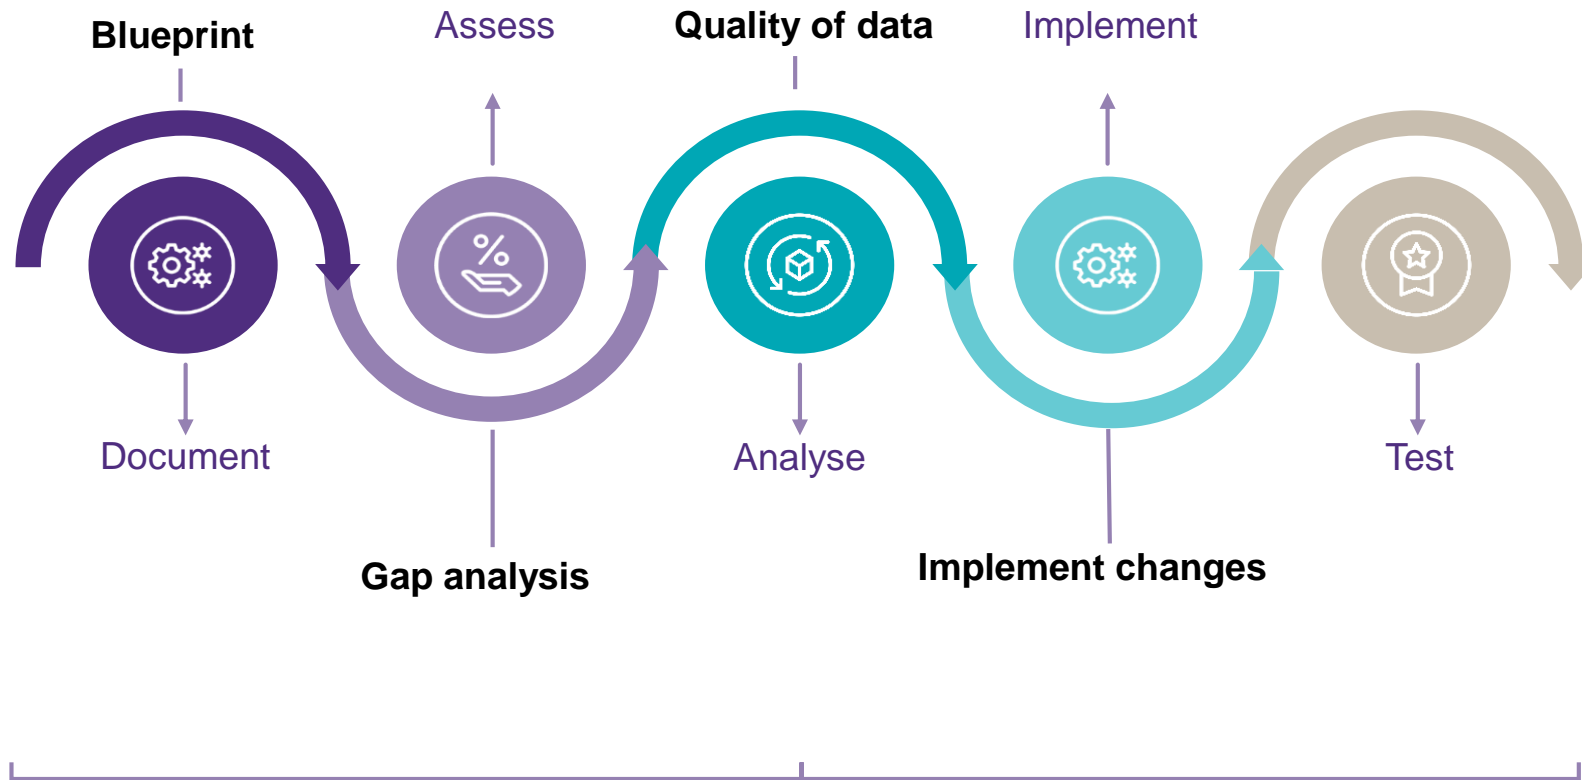 Blueprint
Assess
Quality of data
Implement
%
Document
Analyse
Test
Gap analysis
Implement changes